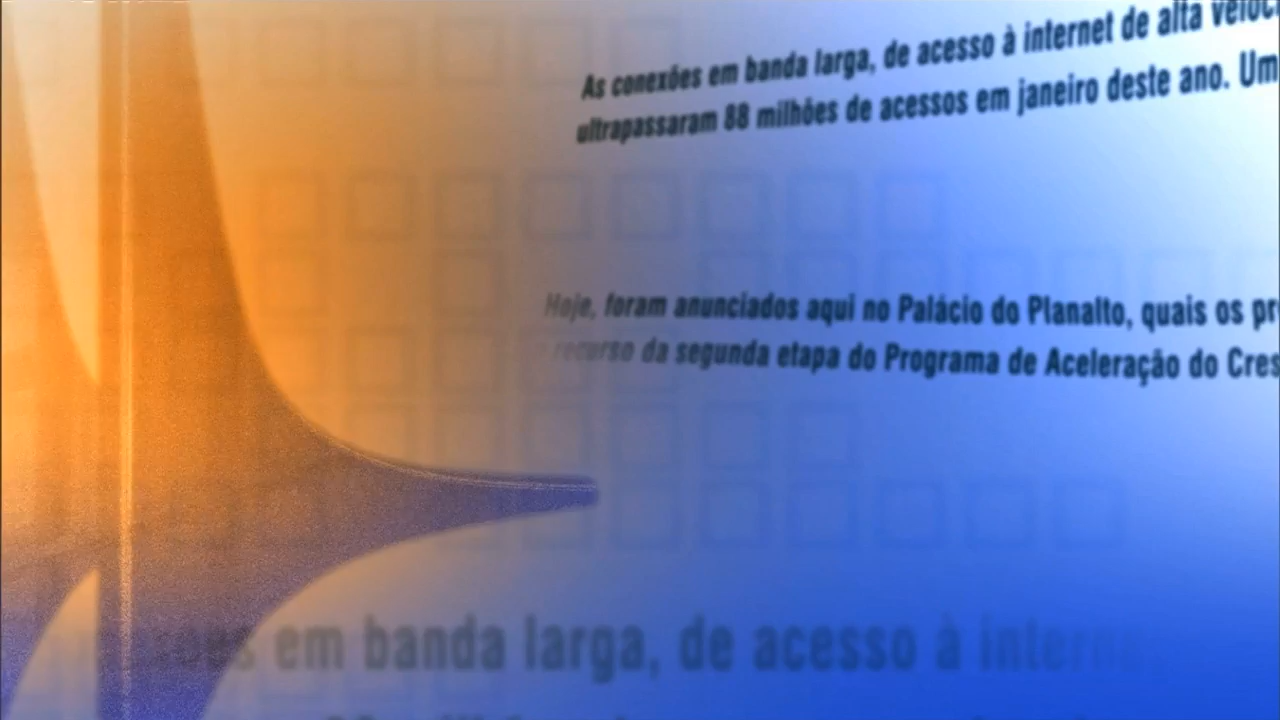 As conexões em banda larga, de acesso à internet de alta
ultrapassaram 88 milhões de acessos em janeiro deste ano. Um
Hoje, foram anunciados aqui no Palácio do Planalto, quais os
recurso da segunda etapa do Programa de Aceleração do
em banda larga, de acesso à